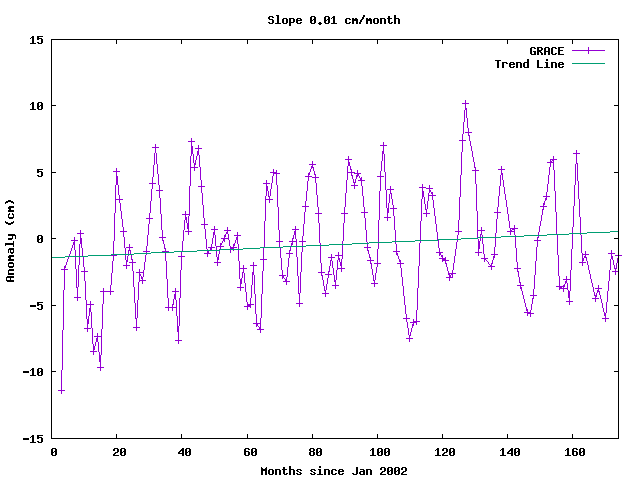 Slope 0.01 cm/month
GRACE
Trend Line
15
10
5
0
-5
-10
-15
Anomaly (cm)
0 20 40 60 80 100 120 140 160
Months since Jan 2002